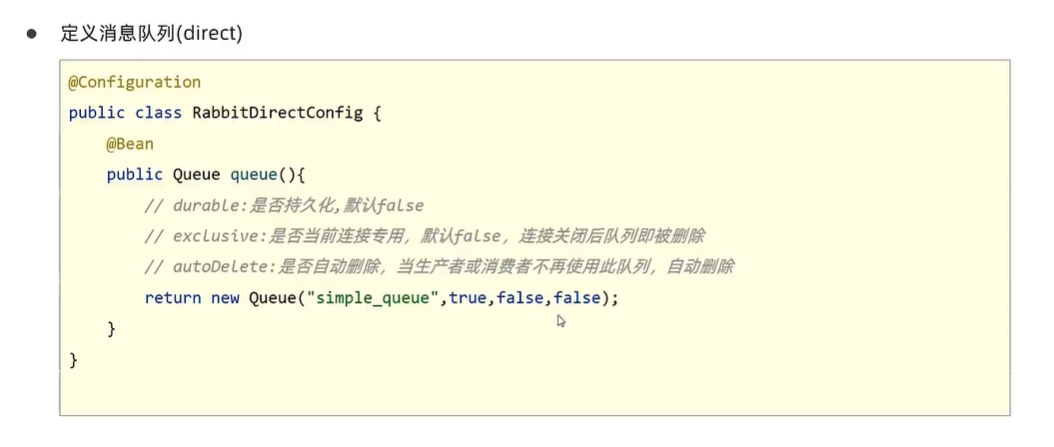 ● 定义消息队列(direct)
@Configuration
public class RabbitDirectConfig {
    @Bean
    public Queue queue(){
        // durable:是否持久化,默认false
        // exclusive:是否当前连接专用，默认false，连接关闭后队列即被删除
        // autoDelete:是否自动删除，当生产者或消费者不再使用此队列，自动删除
        return new Queue("simple_queue",true,false,false);
    }
}